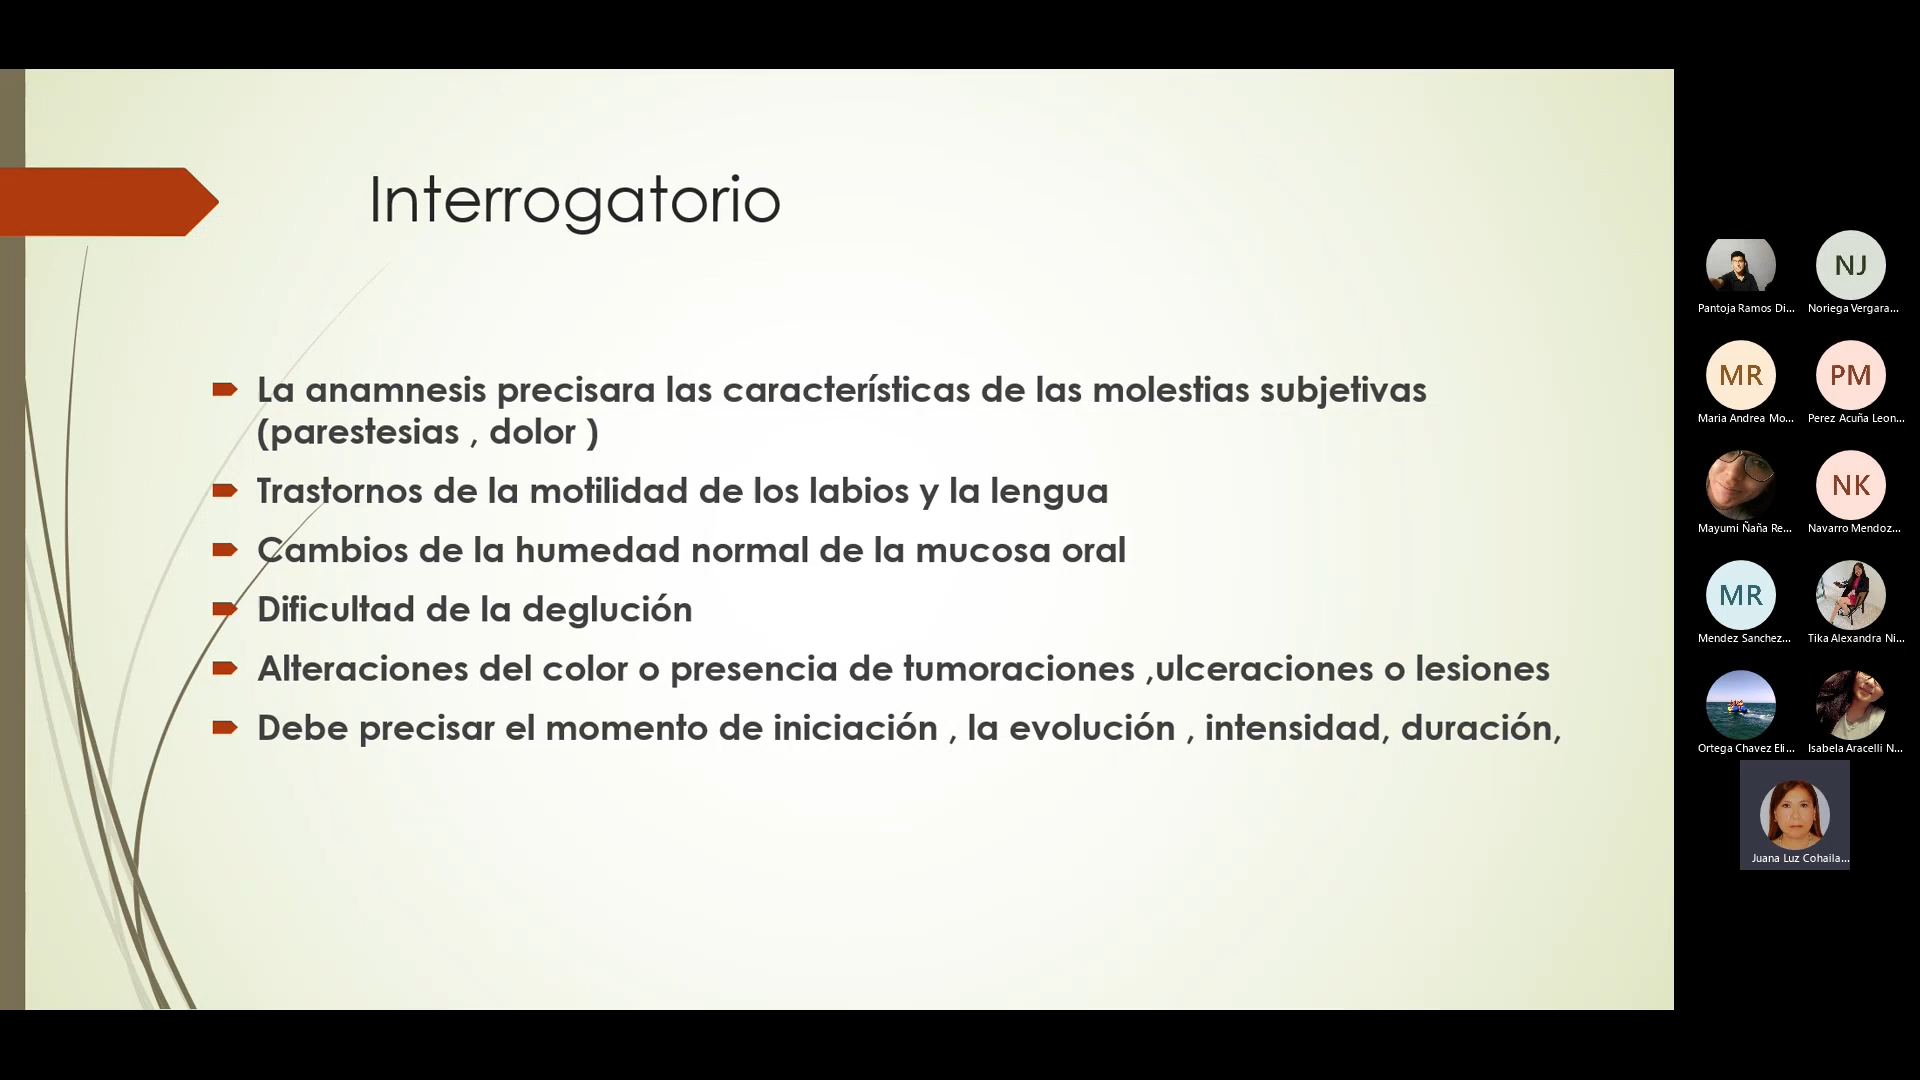 Interrogatorio
La anamnesis precisara las características de las molestias subjetivas
(parestesias , dolor )
Trastornos de la motilidad de los labios y la lengua
Cambios de la humedad normal de la mucosa oral
Dificultad de la deglución
Alteraciones del color o presencia de tumoraciones ,ulceraciones o lesiones
Debe precisar el momento de iniciación , la evolución , intensidad, duración,
NJ
Pantoja Ramos Di...
Noriega Vergara...
MR
PM
Maria Andrea Mo...
Perez Acuña Leon...
NK
Mayumi Ñaña Re...
Navarro Mendoz...
MR
Mendez Sanchez...
Tika Alexandra Ni...
Ortega Chavez Eli...
Isabela Aracelli N...
Juana Luz Cohaila...